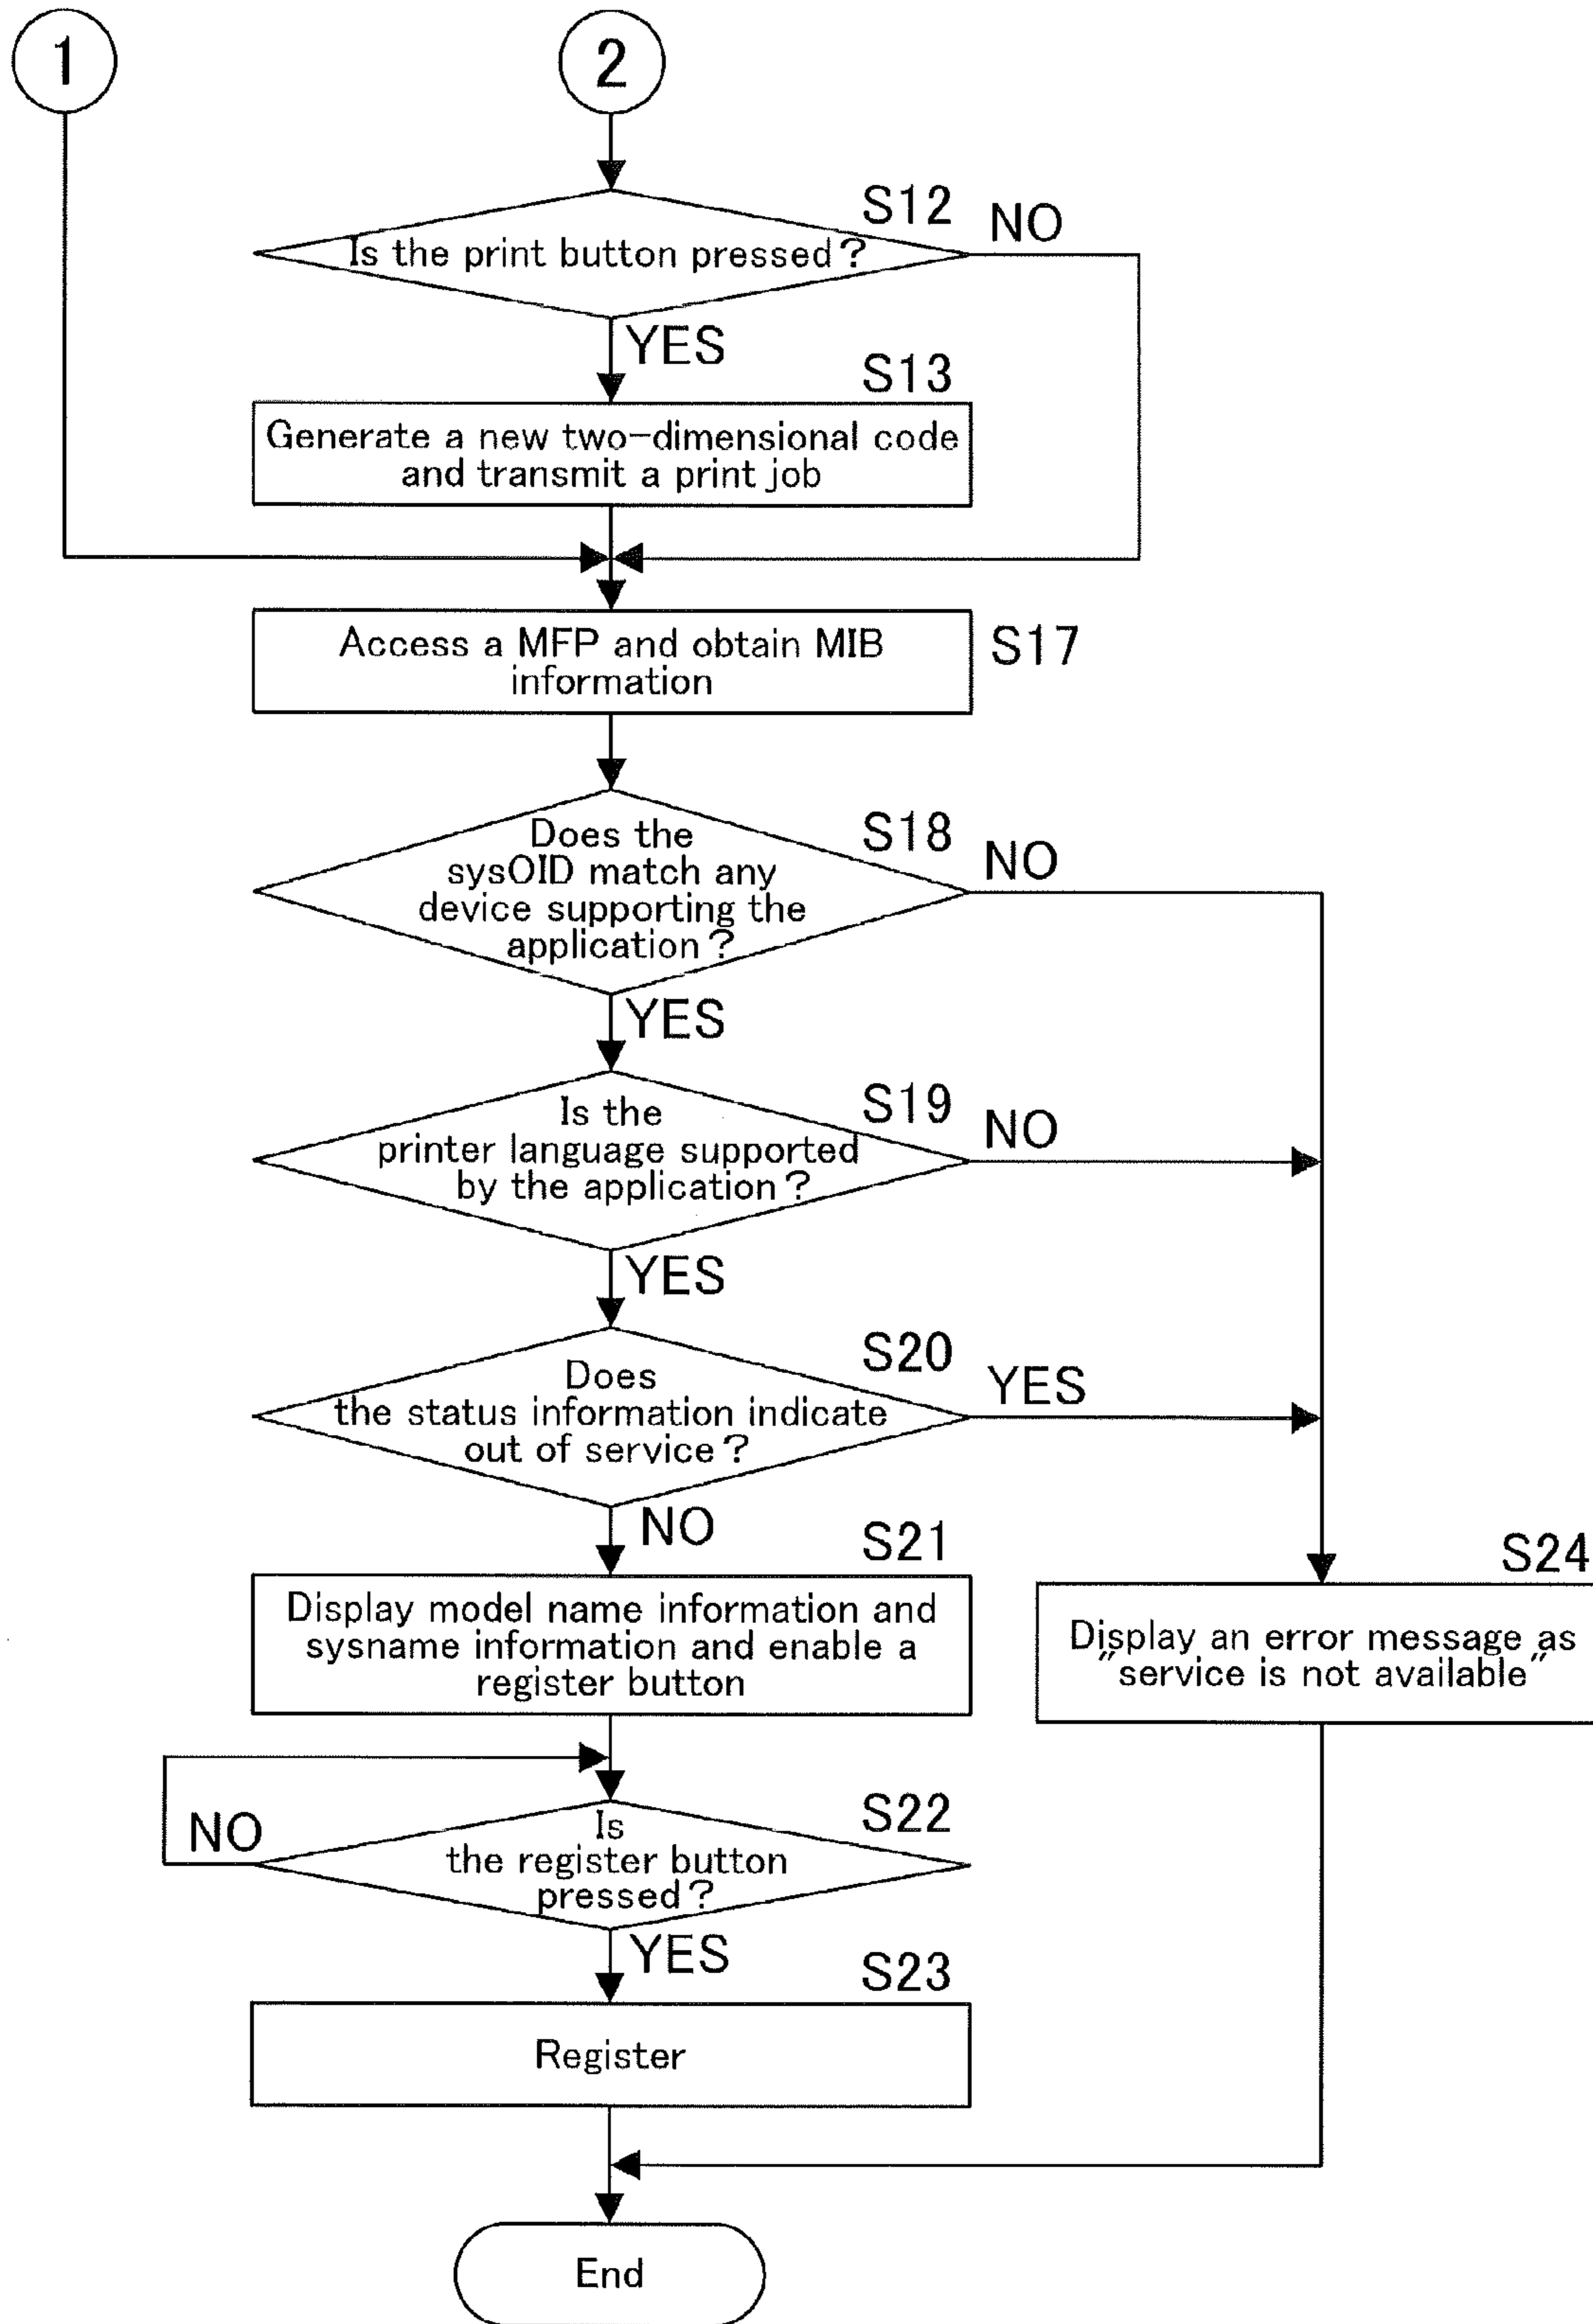 1
2
S12
NO
Is the print button pressed?
YES
S13
Generate a new two-dimensional code
and transmit a print job
Access a MFP and obtain MIB
information
S17
Does the
sysOID match any
device supporting the
application?
S18
NO
YES
Is the
printer language supported
by the application?
S19
NO
YES
Does
the status information indicate
out of service?
S20
YES
NO
S21
Display model name information and
sysname information and enable a
register button
S24
Display an error message as
"service is not available"
NO
Is
the register button
pressed?
S22
YES
S23
Register
End